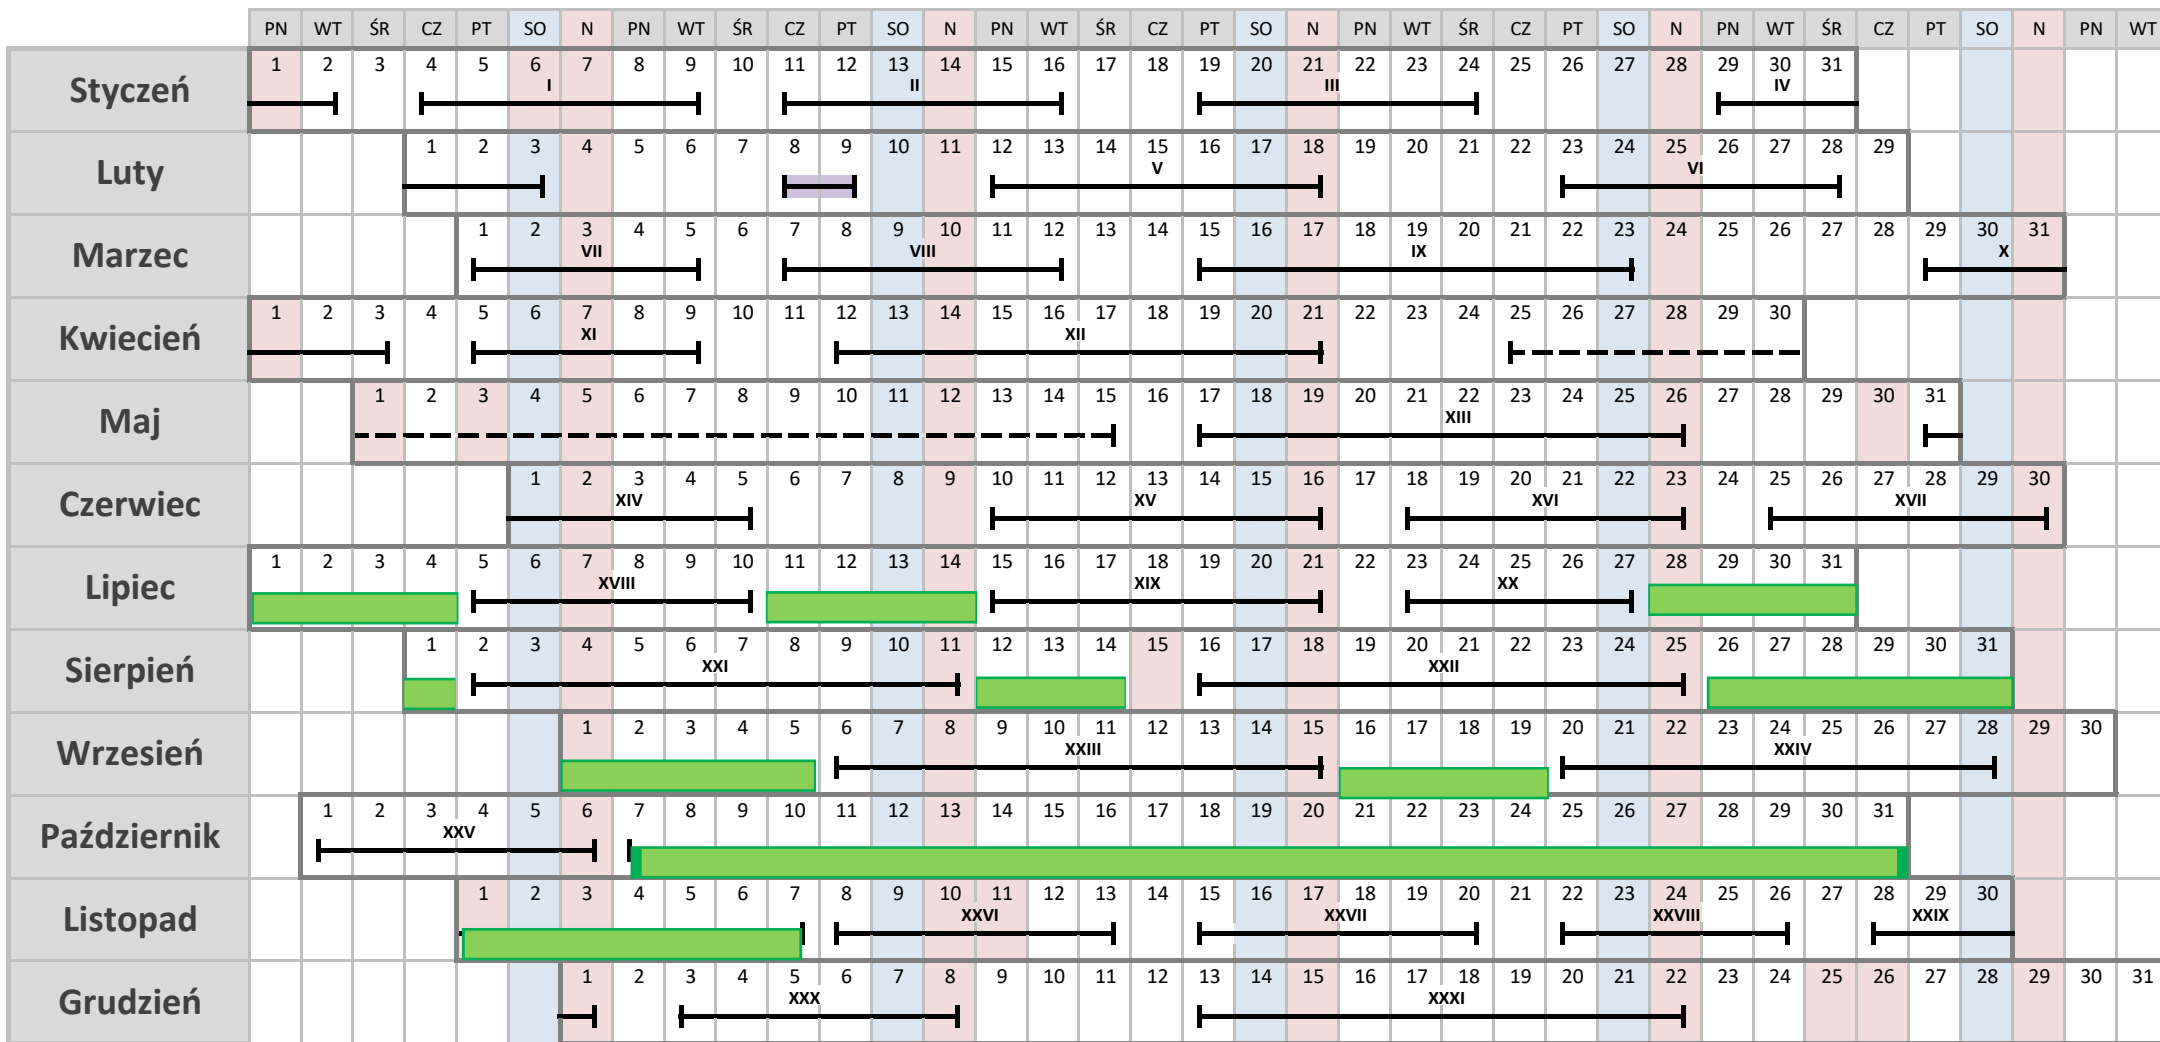 PN WT ŚR CZ PT SO N PN WT ŚR CZ PT SO N PN WT ŚR CZ PT SO N PN WT ŚR CZ PT SO N PN WT ŚR CZ PT SO N PN WT
Styczeń 1 2 3 4 5 6 7 8 9 10 11 12 13 14 15 16 17 18 19 20 21 22 23 24 25 26 27 28 29 30 31
I II III IV
Luty 1 2 3 4 5 6 7 8 9 10 11 12 13 14 15 16 17 18 19 20 21 22 23 24 25 26 27 28 29
V VI
Marzec 1 2 3 4 5 6 7 8 9 10 11 12 13 14 15 16 17 18 19 20 21 22 23 24 25 26 27 28 29 30 31
VII VIII IX X
Kwiecień 1 2 3 4 5 6 7 8 9 10 11 12 13 14 15 16 17 18 19 20 21 22 23 24 25 26 27 28 29 30
XI XII
Maj 1 2 3 4 5 6 7 8 9 10 11 12 13 14 15 16 17 18 19 20 21 22 23 24 25 26 27 28 29 30 31
XIII
Czerwiec 1 2 3 4 5 6 7 8 9 10 11 12 13 14 15 16 17 18 19 20 21 22 23 24 25 26 27 28 29 30
XIV XV XVI XVII
Lipiec 1 2 3 4 5 6 7 8 9 10 11 12 13 14 15 16 17 18 19 20 21 22 23 24 25 26 27 28 29 30 31
XVIII XIX XX
Sierpień 1 2 3 4 5 6 7 8 9 10 11 12 13 14 15 16 17 18 19 20 21 22 23 24 25 26 27 28 29 30 31
XXI XXII
Wrzesień 1 2 3 4 5 6 7 8 9 10 11 12 13 14 15 16 17 18 19 20 21 22 23 24 25 26 27 28 29 30
XXIII XXIV
Październik 1 2 3 4 5 6 7 8 9 10 11 12 13 14 15 16 17 18 19 20 21 22 23 24 25 26 27 28 29 30 31
XXV
Listopad 1 2 3 4 5 6 7 8 9 10 11 12 13 14 15 16 17 18 19 20 21 22 23 24 25 26 27 28 29 30
XXVI XXVII XXVIII XXIX
Grudzień 1 2 3 4 5 6 7 8 9 10 11 12 13 14 15 16 17 18 19 20 21 22 23 24 25 26 27 28 29 30 31
XXX XXXI